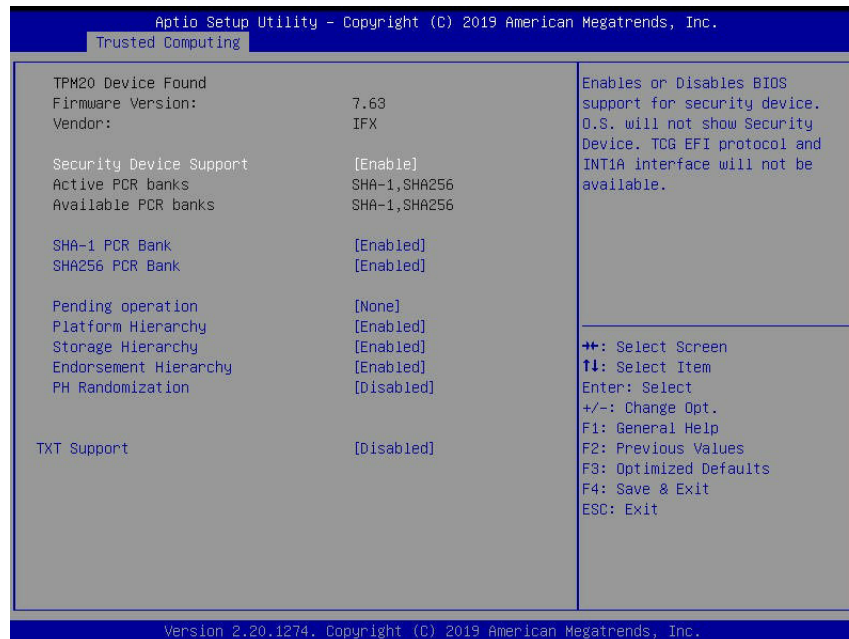 Aptio Setup Utility – Copyright (C) 2019 American Megatrends, Inc.
Trusted Computing
TPM20 Device Found
Firmware Version: 7.63
Vendor: IFX
Security Device Support [Enable]
Active PCR banks SHA-1,SHA256
Available PCR banks SHA-1,SHA256
SHA-1 PCR Bank [Enabled]
SHA256 PCR Bank [Enabled]
Pending operation [None]
Platform Hierarchy [Enabled]
Storage Hierarchy [Enabled]
Endorsement Hierarchy [Enabled]
PH Randomization [Disabled]
TXT Support [Disabled]
Enables or Disables BIOS
support for security device.
O.S. will not show Security
Device. TCG EFI protocol and
INT1A interface will not be
available.
→←: Select Screen
↑↓: Select Item
Enter: Select
+/-: Change Opt.
F1: General Help
F2: Previous Values
F3: Optimized Defaults
F4: Save & Exit
ESC: Exit
Version 2.20.1274. Copyright (C) 2019 American Megatrends, Inc.